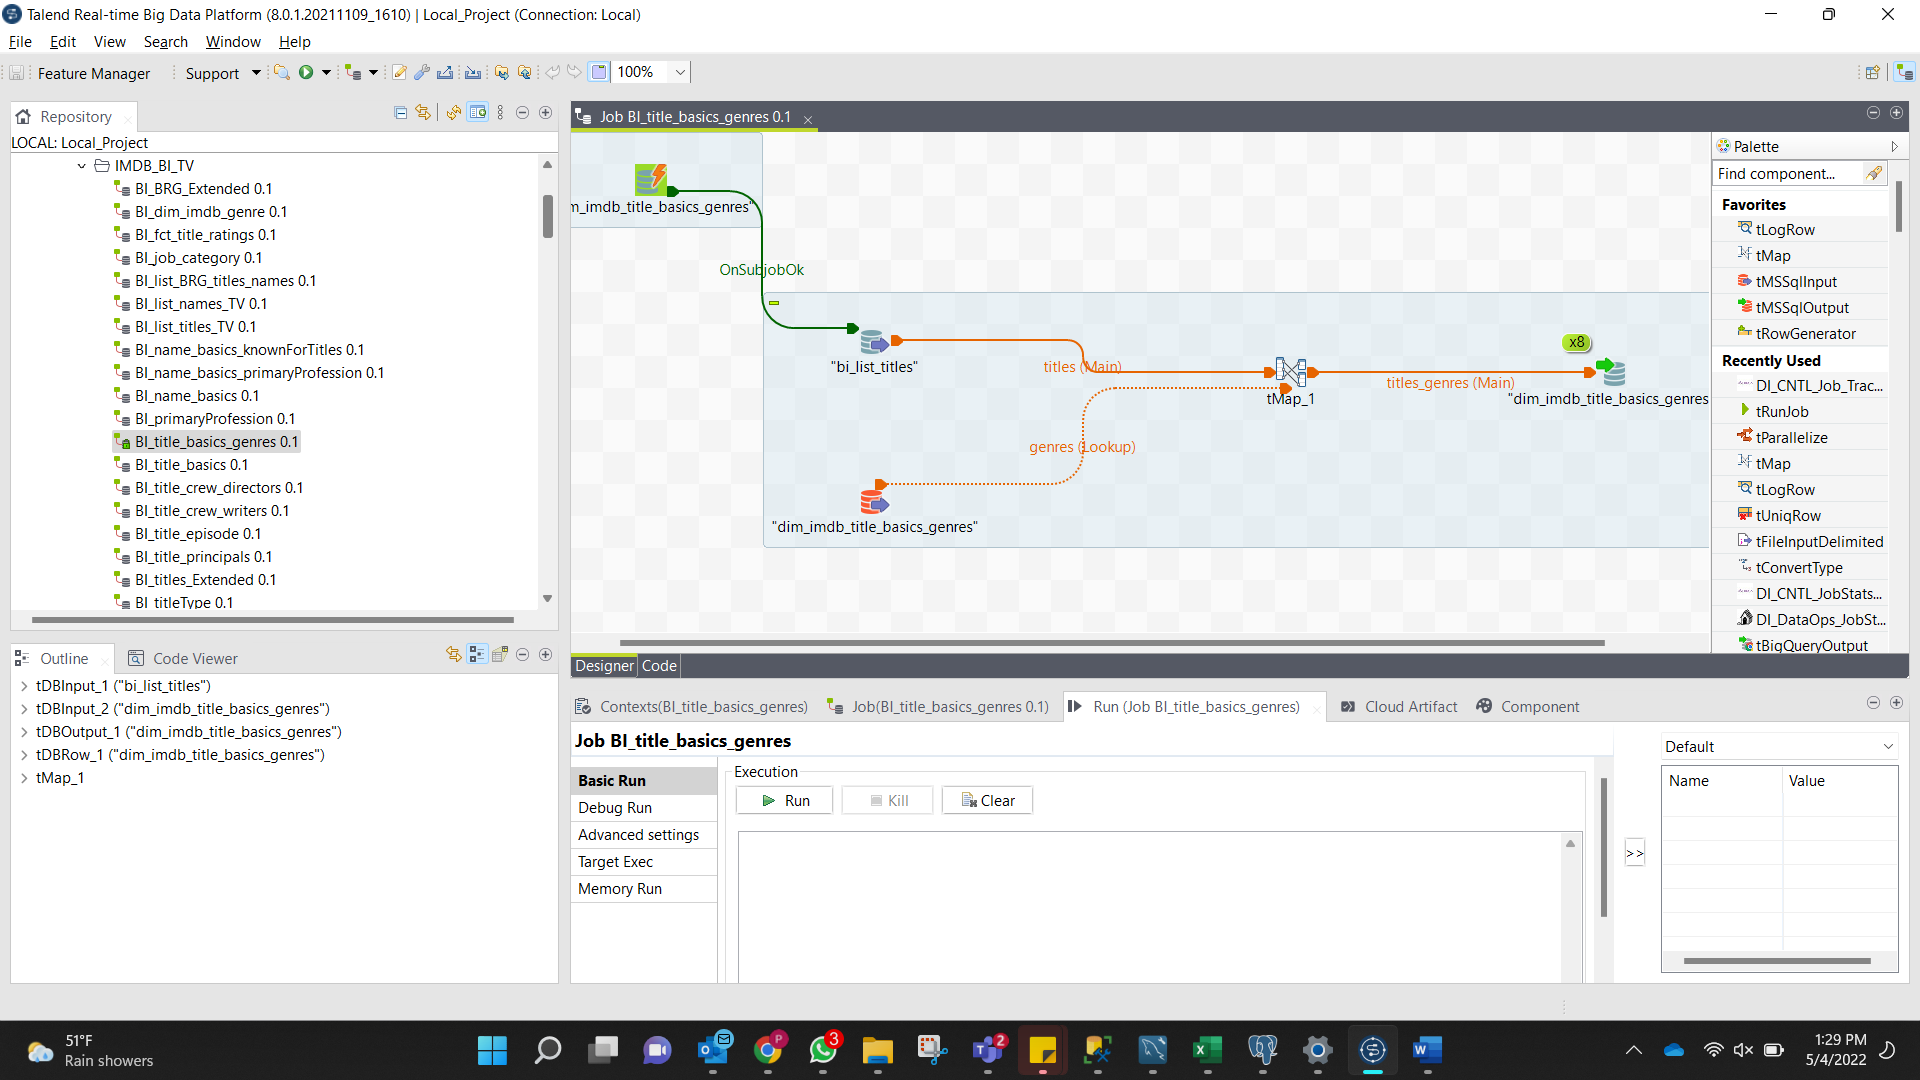 Talend Real-time Big Data Platform (8.0.1.20211109_1610) | Local_Project (Connection: Local)
File Edit View Search Window Help
Feature Manager Support 100%
Repository
LOCAL: Local_Project
IMDB_BI_TV
BI_BRG_Extended 0.1
BI_dim_imdb_genre 0.1
BI_fct_title_ratings 0.1
BI_job_category 0.1
BI_list_BRG_titles_names 0.1
BI_list_names_TV 0.1
BI_list_titles_TV 0.1
BI_name_basics_knownForTitles 0.1
BI_name_basics_primaryProfession 0.1
BI_name_basics 0.1
BI_primaryProfession 0.1
BI_title_basics_genres 0.1
BI_title_basics 0.1
BI_title_crew_directors 0.1
BI_title_crew_writers 0.1
BI_title_episode 0.1
BI_title_principals 0.1
BI_titles_Extended 0.1
BI_titleType 0.1
Job BI_title_basics_genres 0.1
m_imdb_title_basics_genres"
OnSubjobOk
"bi_list_titles"
titles (Main)
tMap_1
titles_genres (Main)
x8
"dim_imdb_title_basics_genres
genres (Lookup)
"dim_imdb_title_basics_genres"
Palette
Find component...
Favorites
tLogRow
tMap
tMSSqlInput
tMSSqlOutput
tRowGenerator
Recently Used
DI_CNTL_Job_Trac...
tRunJob
tParallelize
tMap
tLogRow
tUniqRow
tFileInputDelimited
tConvertType
DI_CNTL_JobStats...
DI_DataOps_JobSt...
tBigQueryOutput
Designer Code
Outline Code Viewer
tDBInput_1 ("bi_list_titles")
tDBInput_2 ("dim_imdb_title_basics_genres")
tDBOutput_1 ("dim_imdb_title_basics_genres")
tDBRow_1 ("dim_imdb_title_basics_genres")
tMap_1
Contexts(BI_title_basics_genres) Job(BI_title_basics_genres 0.1) Run (Job BI_title_basics_genres) Cloud Artifact Component
Job BI_title_basics_genres
Basic Run
Debug Run
Advanced settings
Target Exec
Memory Run
Execution
Run Kill Clear
>>
Default
Name Value
51°F
Rain showers
P
3
2
1:29 PM
5/4/2022